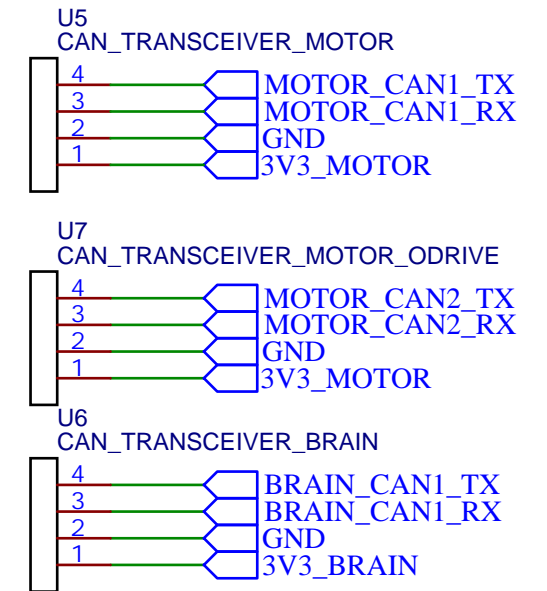 U5
CAN_TRANSCEIVER_MOTOR
4 MOTOR_CAN1_TX
3 MOTOR_CAN1_RX
2 GND
1 3V3_MOTOR
U7
CAN_TRANSCEIVER_MOTOR_ODRIVE
4 MOTOR_CAN2_TX
3 MOTOR_CAN2_RX
2 GND
1 3V3_MOTOR
U6
CAN_TRANSCEIVER_BRAIN
4 BRAIN_CAN1_TX
3 BRAIN_CAN1_RX
2 GND
1 3V3_BRAIN